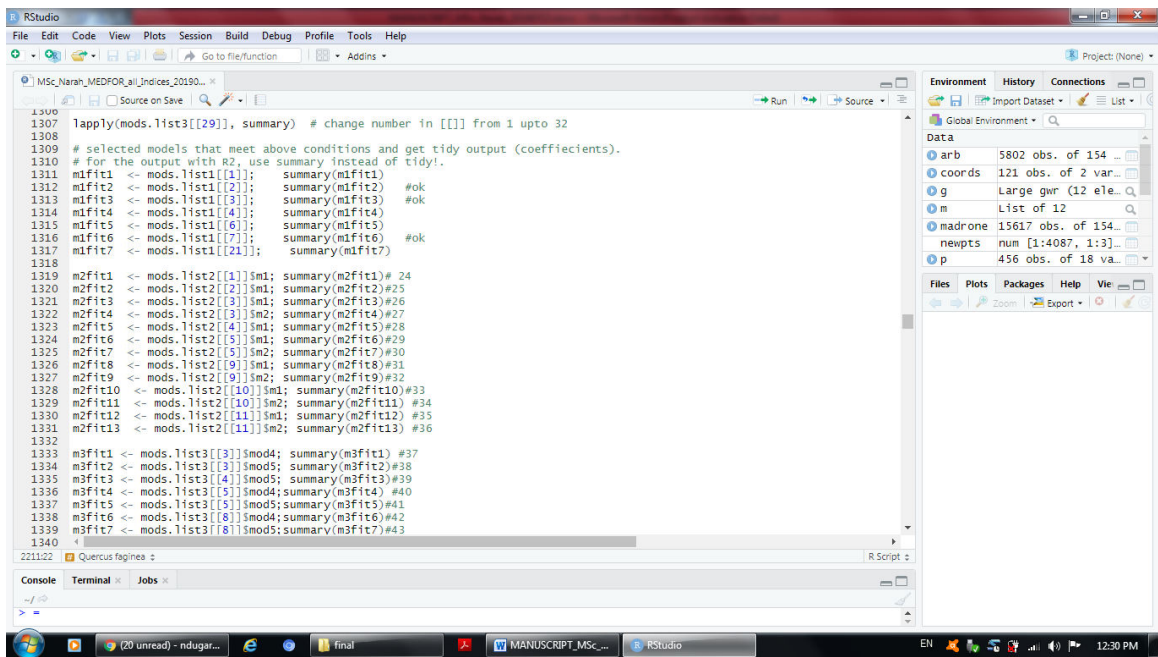 RStudio
File Edit Code View Plots Session Build Debug Profile Tools Help
Go to file/function Addins Project: (None)
MSc_Narah_MEDFOR_all_Indices_20190...
Source on Save Run Source
1306
1307 lapply(mods.list3[[29]], summary) # change number in [[]] from 1 upto 32
1308
1309 # selected models that meet above conditions and get tidy output (coeffiecients).
1310 # for the output with R2, use summary instead of tidy!.
1311 m1fit1 <- mods.list1[[1]]; summary(m1fit1)
1312 m1fit2 <- mods.list1[[2]]; summary(m1fit2) #ok
1313 m1fit3 <- mods.list1[[3]]; summary(m1fit3) #ok
1314 m1fit4 <- mods.list1[[4]]; summary(m1fit4)
1315 m1fit5 <- mods.list1[[6]]; summary(m1fit5)
1316 m1fit6 <- mods.list1[[7]]; summary(m1fit6) #ok
1317 m1fit7 <- mods.list1[[21]]; summary(m1fit7)
1318
1319 m2fit1 <- mods.list2[[1]]$m1; summary(m2fit1)# 24
1320 m2fit2 <- mods.list2[[2]]$m1; summary(m2fit2)#25
1321 m2fit3 <- mods.list2[[3]]$m1; summary(m2fit3)#26
1322 m2fit4 <- mods.list2[[3]]$m2; summary(m2fit4)#27
1323 m2fit5 <- mods.list2[[4]]$m1; summary(m2fit5)#28
1324 m2fit6 <- mods.list2[[5]]$m1; summary(m2fit6)#29
1325 m2fit7 <- mods.list2[[5]]$m2; summary(m2fit7)#30
1326 m2fit8 <- mods.list2[[9]]$m1; summary(m2fit8)#31
1327 m2fit9 <- mods.list2[[9]]$m2; summary(m2fit9)#32
1328 m2fit10 <- mods.list2[[10]]$m1; summary(m2fit10)#33
1329 m2fit11 <- mods.list2[[10]]$m2; summary(m2fit11) #34
1330 m2fit12 <- mods.list2[[11]]$m1; summary(m2fit12) #35
1331 m2fit13 <- mods.list2[[11]]$m2; summary(m2fit13) #36
1332
1333 m3fit1 <- mods.list3[[3]]$mod4; summary(m3fit1) #37
1334 m3fit2 <- mods.list3[[3]]$mod5; summary(m3fit2)#38
1335 m3fit3 <- mods.list3[[4]]$mod5; summary(m3fit3)#39
1336 m3fit4 <- mods.list3[[5]]$mod4;summary(m3fit4) #40
1337 m3fit5 <- mods.list3[[5]]$mod5;summary(m3fit5)#41
1338 m3fit6 <- mods.list3[[8]]$mod4;summary(m3fit6)#42
1339 m3fit7 <- mods.list3[[8]]$mod5;summary(m3fit7)#43
1340
2211:22 Quercus faginea R Script
Console Terminal Jobs
~/
> =
Environment History Connections
Import Dataset List
Global Environment
Data
arb 5802 obs. of 154 ...
coords 121 obs. of 2 var...
g Large gwr (12 ele...
m List of 12
madrone 15617 obs. of 154...
newpts num [1:4087, 1:3]...
p 456 obs. of 18 va...
Files Plots Packages Help
Zoom Export
(20 unread) - ndugar... final MANUSCRIPT_MSc_... RStudio EN 12:30 PM